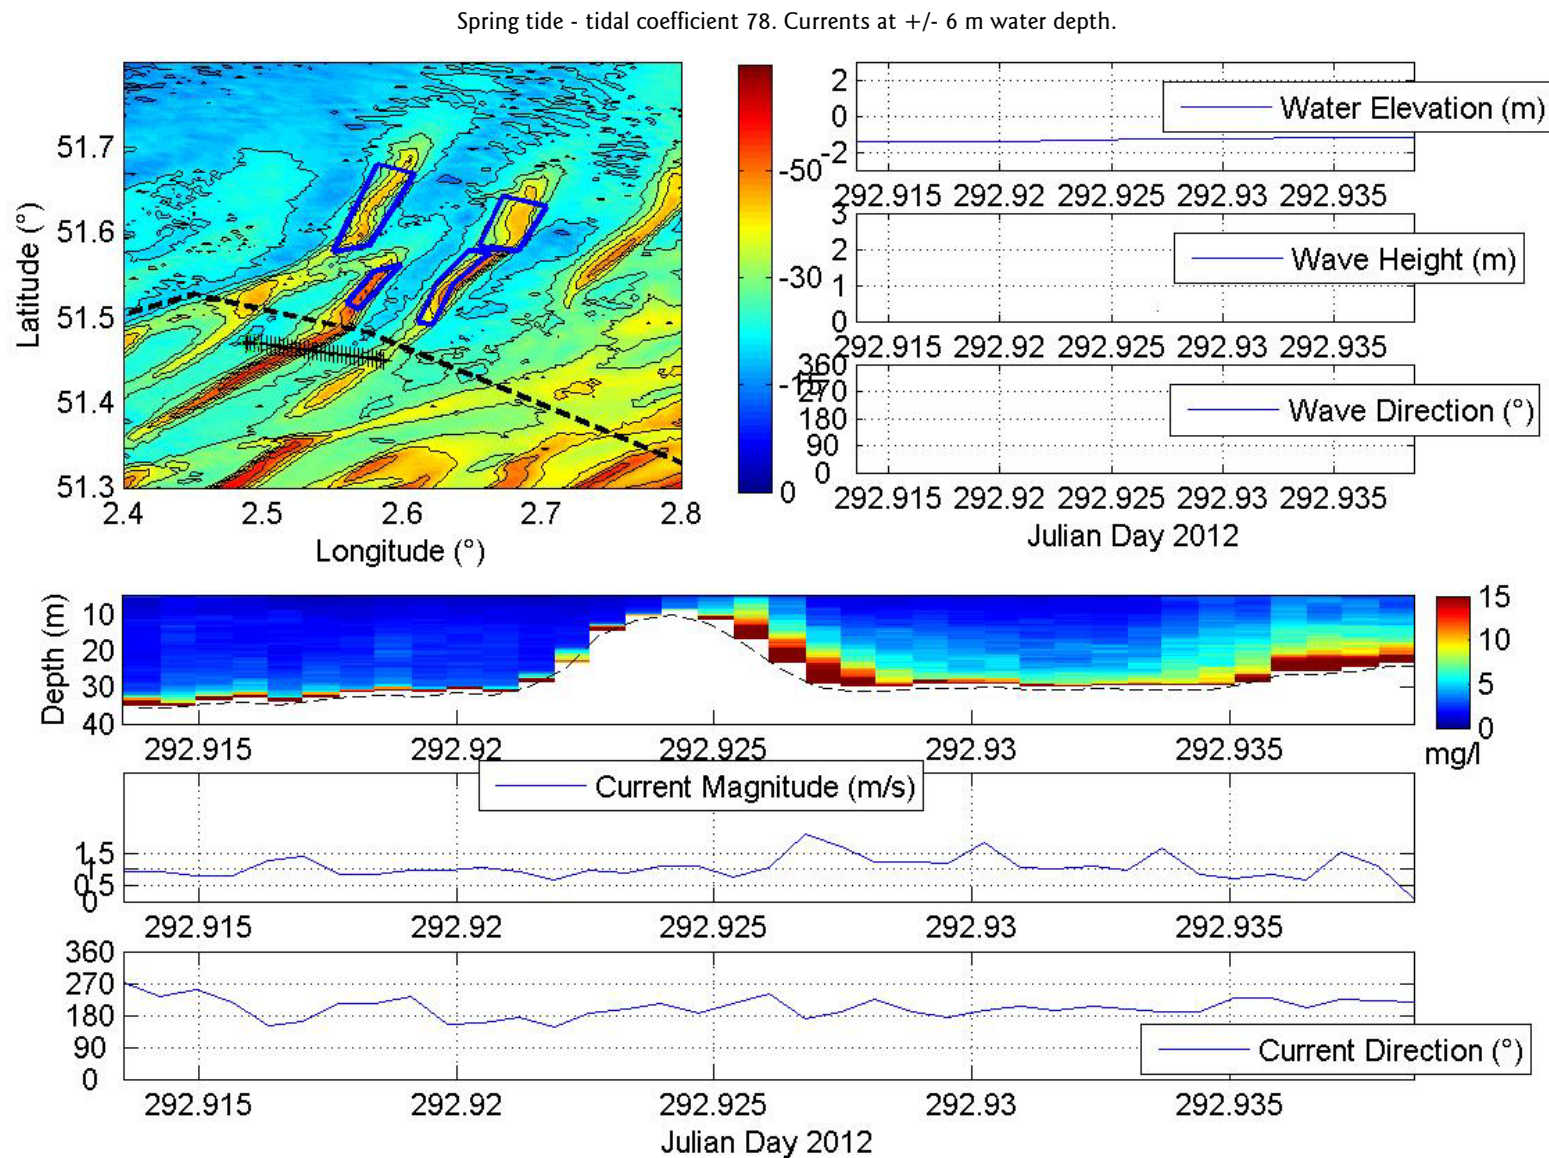 Spring tide - tidal coefficient 78. Currents at +/- 6 m water depth.
51.7
51.6
51.5
51.4
51.3
Latitude (°)
2.4 2.5 2.6 2.7 2.8
Longitude (°)
-50
-30
-15
0
2
0
-2
Water Elevation (m)
292.915 292.92 292.925 292.93 292.935
3
2
1
0
Wave Height (m)
292.915 292.92 292.925 292.93 292.935
360
270
180
90
0
Wave Direction (°)
292.915 292.92 292.925 292.93 292.935
Julian Day 2012
Depth (m)
10
20
30
40
292.915 292.92 292.925 292.93 292.935
15
10
5
0
mg/l
Current Magnitude (m/s)
1.5
1
0.5
0
292.915 292.92 292.925 292.93 292.935
360
270
180
90
0
Current Direction (°)
292.915 292.92 292.925 292.93 292.935
Julian Day 2012